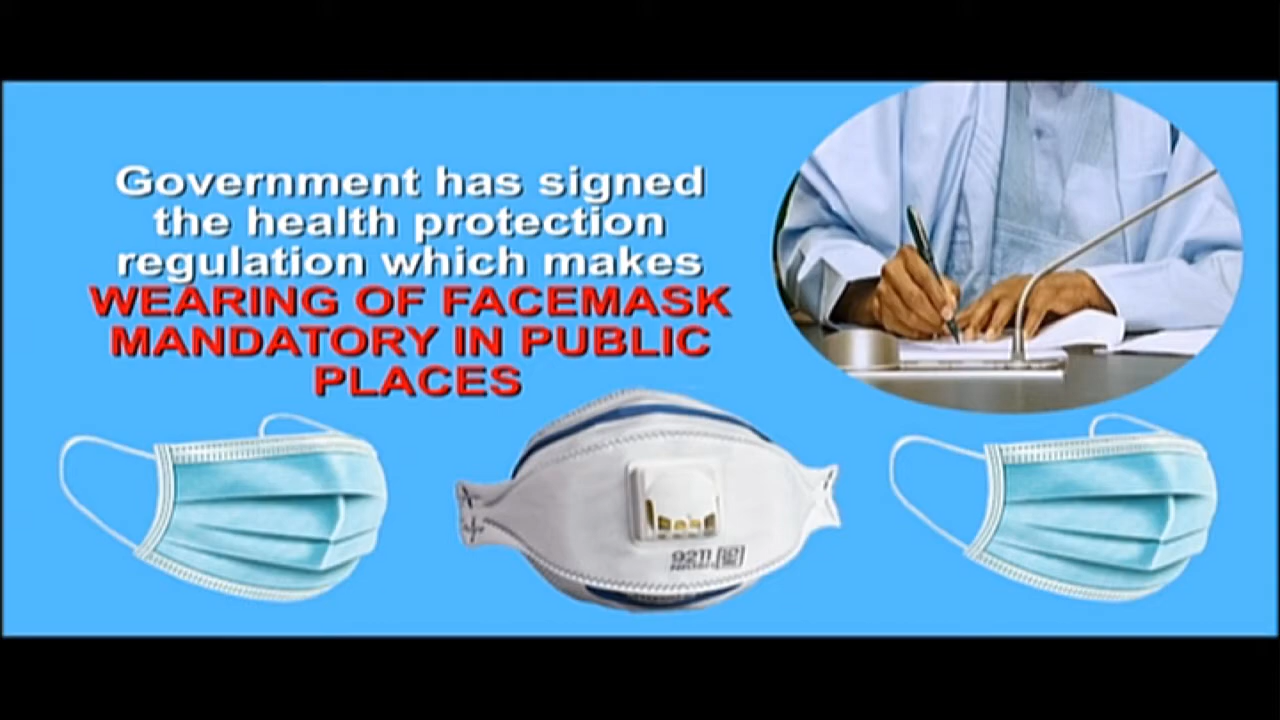 Government has signed
the health protection
regulation which makes
WEARING OF FACEMASK
MANDATORY IN PUBLIC
PLACES
9211